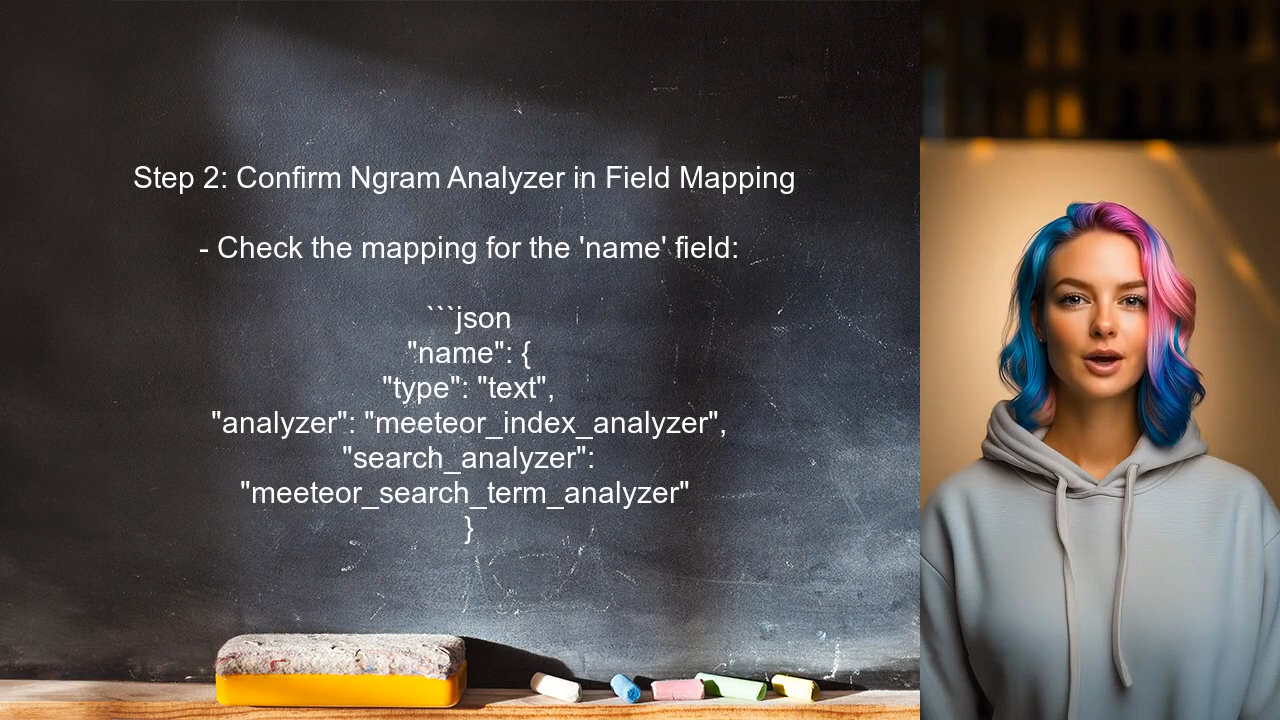 Step 2: Confirm Ngram Analyzer in Field Mapping
- Check the mapping for the 'name' field:
```json
"name": {
"type": "text",
"analyzer": "meeteor_index_analyzer",
"search_analyzer":
"meeteor_search_term_analyzer"
}